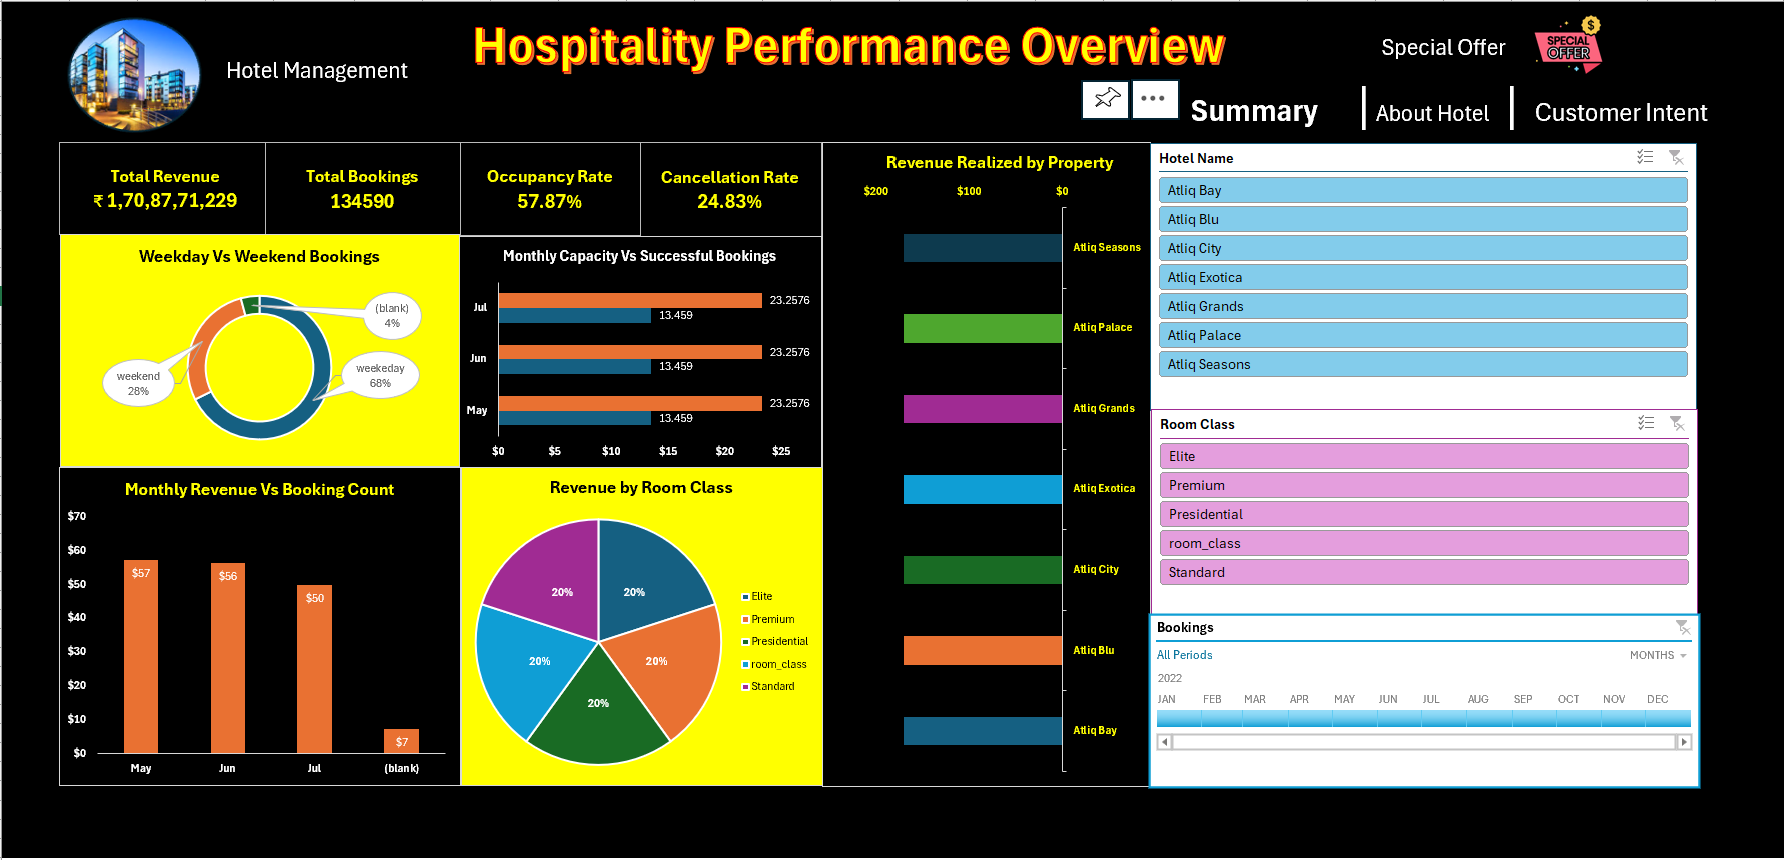 Hotel Management
Hospitality Performance Overview
Special Offer
$
SPECIAL
OFFER
Summary
About Hotel
Customer Intent
Total Revenue
₹ 1,70,87,71,229
Total Bookings
134590
Occupancy Rate
57.87%
Cancellation Rate
24.83%
Weekday Vs Weekend Bookings
(blank)
4%
weekend
28%
weekeday
68%
Monthly Capacity Vs Successful Bookings
Jul
23.2576
13.459
Jun
23.2576
13.459
May
23.2576
13.459
$0 $5 $10 $15 $20 $25
Monthly Revenue Vs Booking Count
$70
$60
$50
$40
$30
$20
$10
$0
$57
$56
$50
$7
May Jun Jul (blank)
Revenue by Room Class
20%
20%
20%
20%
20%
Elite
Premium
Presidential
room_class
Standard
Revenue Realized by Property
$200 $100 $0
Atliq Seasons
Atliq Palace
Atliq Grands
Atliq Exotica
Atliq City
Atliq Blu
Atliq Bay
Hotel Name
Atliq Bay
Atliq Blu
Atliq City
Atliq Exotica
Atliq Grands
Atliq Palace
Atliq Seasons
Room Class
Elite
Premium
Presidential
room_class
Standard
Bookings
All Periods
MONTHS
2022
JAN FEB MAR APR MAY JUN JUL AUG SEP OCT NOV DEC